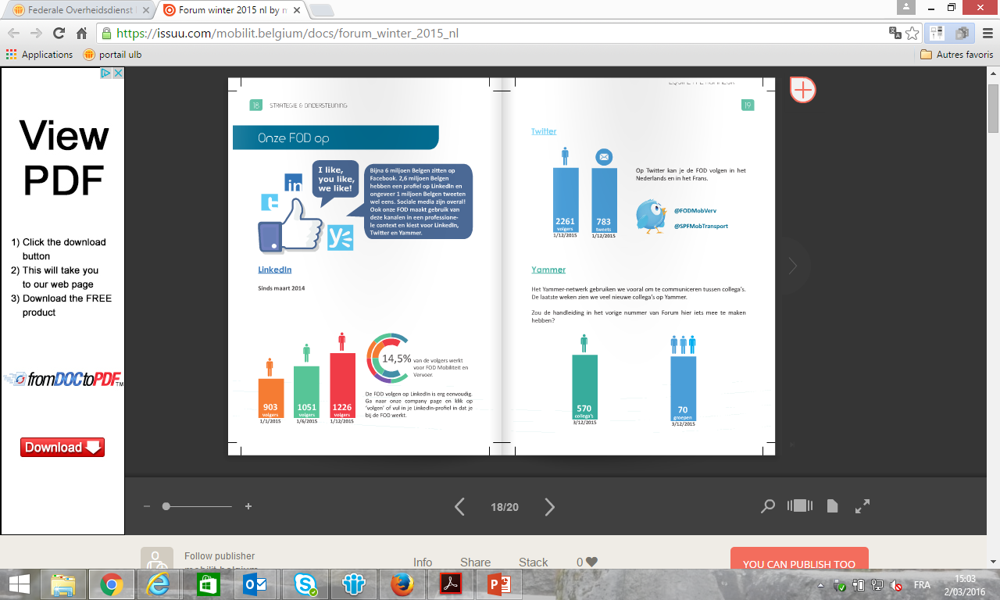 Federale Overheidsdienst
Forum winter 2015 nl by m
https://issuu.com/mobilit.belgium/docs/forum_winter_2015_nl
Applications
portail ulb
Autres favoris
View
PDF
1) Click the download
button
2) This will take you
to our web page
3) Download the FREE
product
fromDOCtoPDF™
Download
18 STRATEGIE & ONDERSTEUNING
Onze FOD op
in
I like,
you like,
we like!
Bijna 6 miljoen Belgen zitten op
Facebook. 2,6 miljoen Belgen
hebben een profiel op LinkedIn en
ongeveer 1 miljoen Belgen tweeten
wel eens. Sociale media zijn overal!
Ook onze FOD maakt gebruik van
deze kanalen in een professione-
le context en kiest voor LinkedIn,
Twitter en Yammer.
LinkedIn
Sinds maart 2014
903
volgers
1/1/2015
1051
volgers
1/6/2015
1226
volgers
1/12/2015
14,5% van de volgers werkt
voor FOD Mobiliteit en
Vervoer.
De FOD volgen op LinkedIn is erg eenvoudig.
Ga naar onze company page en klik op
'volgen' of vul in je LinkedIn-profiel in dat je
bij de FOD werkt.
19
Twitter
2261
volgers
1/12/2015
783
tweets
1/12/2015
Op Twitter kan je de FOD volgen in het
Nederlands en in het Frans.
@FODMobVerv
@SPFMobTransport
Yammer
Het Yammer-netwerk gebruiken we vooral om te communiceren tussen collega's.
De laatste weken zien we veel nieuwe collega's op Yammer.
Zou de handleiding in het vorige nummer van Forum hier iets mee te maken
hebben?
570
collega's
3/12/2015
70
groepen
3/12/2015
18/20
Follow publisher
mobilit.belgium
Info
Share
Stack
0
YOU CAN PUBLISH TOO
FRA
15:03
2/03/2016